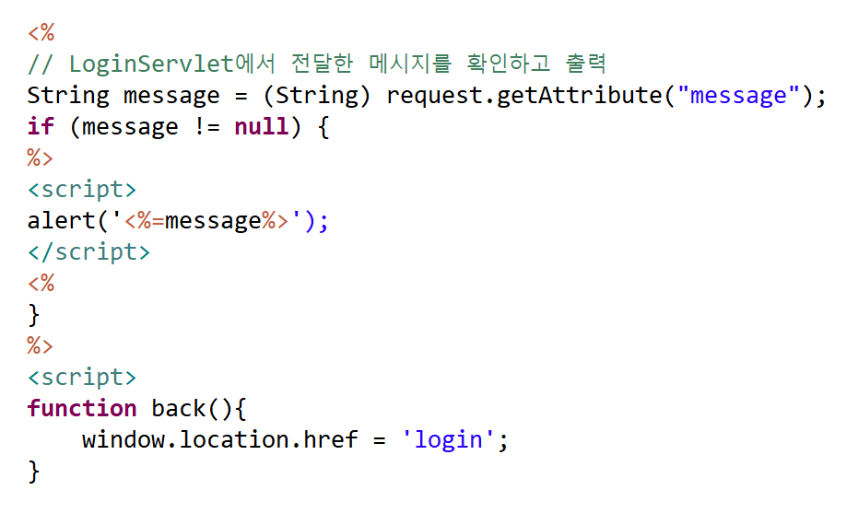 <%
// LoginServlet에서 전달한 메시지를 확인하고 출력
String message = (String) request.getAttribute("message");
if (message != null) {
%>
<script>
alert('<%=message%>');
</script>
<%
}
%>
<script>
function back(){
    window.location.href = 'login';
}